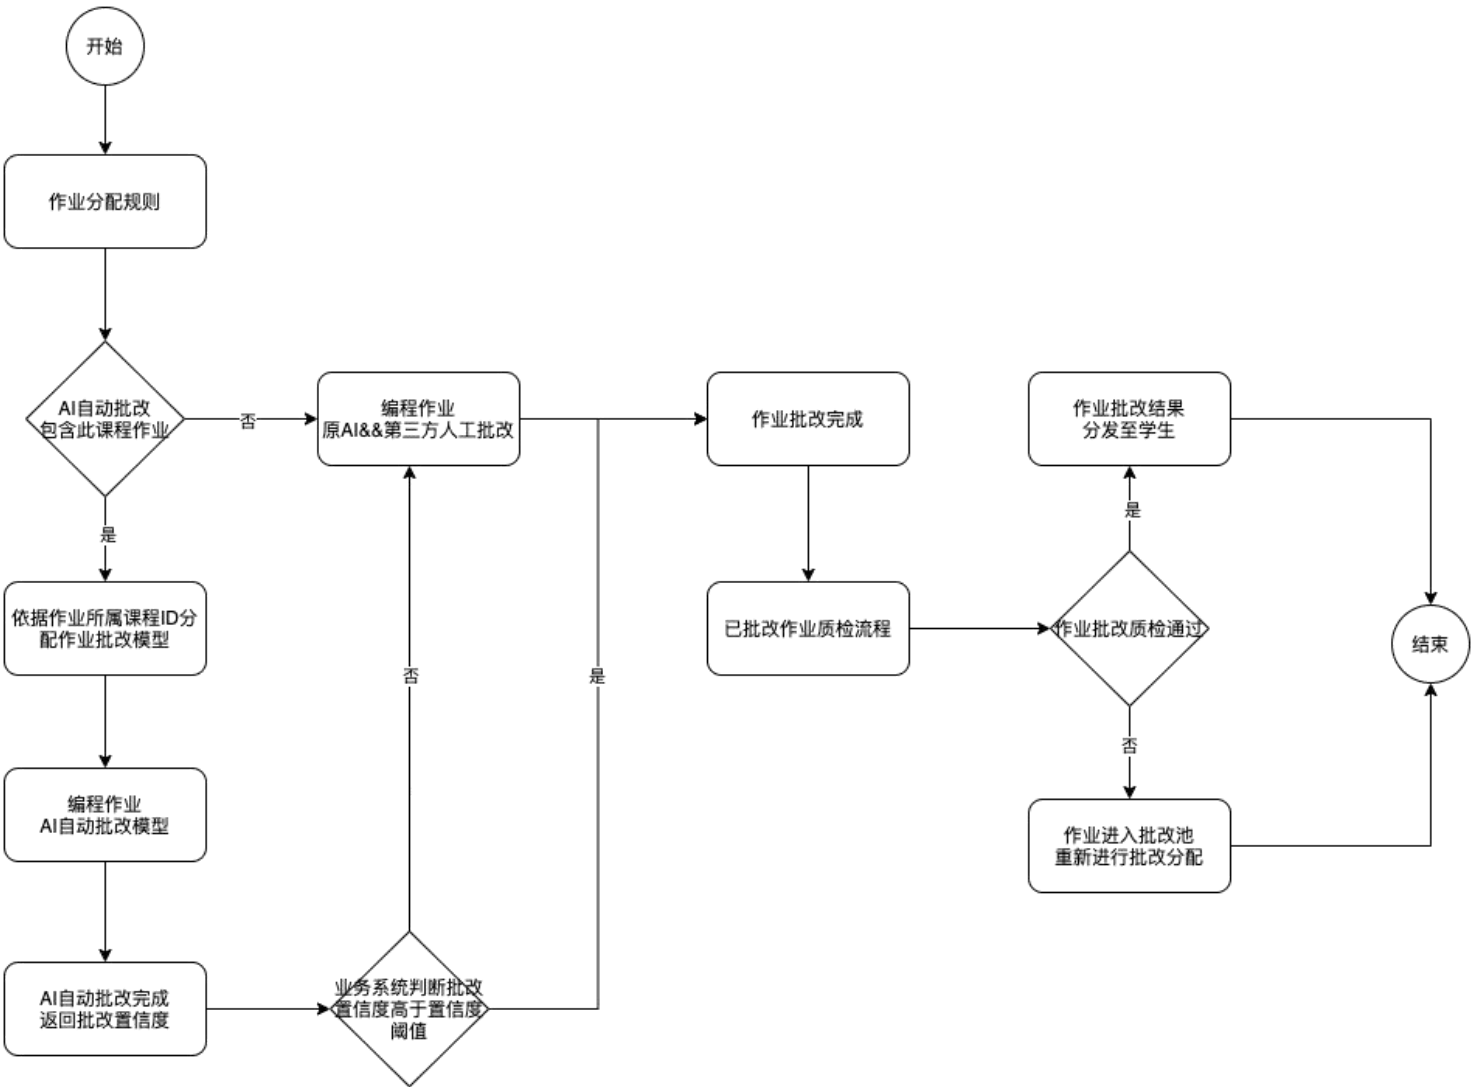 开始
作业分配规则
AI自动批改
包含此课程作业
否
编程作业
原AI&&第三方人工批改
作业批改完成
作业批改结果
分发至学生
是
是
依据作业所属课程ID分
配作业批改模型
已批改作业质检流程
作业批改质检通过
结束
否
是
否
编程作业
AI自动批改模型
作业进入批改池
重新进行批改分配
AI自动批改完成
返回批改置信度
业务系统判断批改
置信度高于置信度
阈值